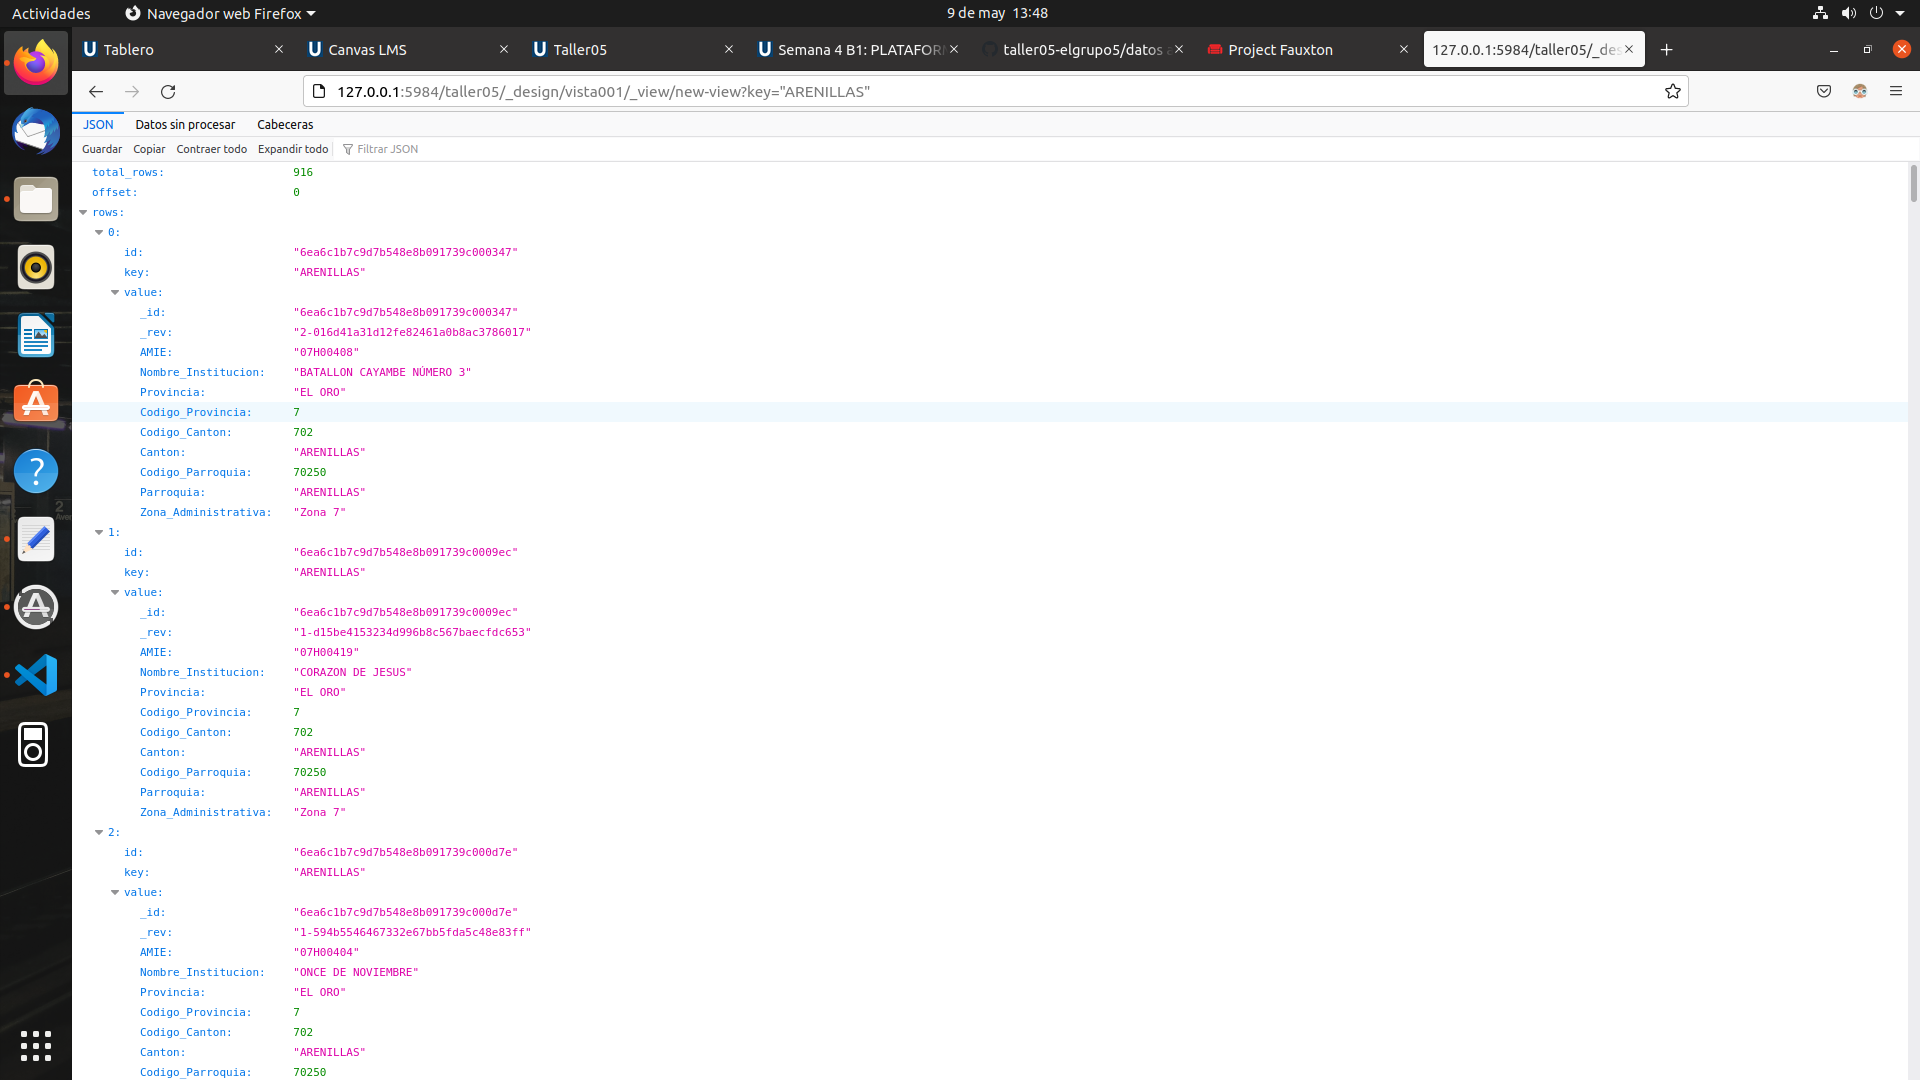 Actividades
Navegador web Firefox
9 de may 13:48
Tablero
Canvas LMS
Taller05
Semana 4 B1: PLATAFOR
taller05-elgrupo5/datos a
Project Fauxton
127.0.0.1:5984/taller05/_des
127.0.0.1:5984/taller05/_design/vista001/_view/new-view?key="ARENILLAS"
JSON Datos sin procesar Cabeceras
Guardar Copiar Contraer todo Expandir todo Filtrar JSON
total_rows: 916
offset: 0
rows:
0:
id: "6ea6c1b7c9d7b548e8b091739c000347"
key: "ARENILLAS"
value:
_id: "6ea6c1b7c9d7b548e8b091739c000347"
_rev: "2-016d41a31d12fe82461a0b8ac3786017"
AMIE: "07H00408"
Nombre_Institucion: "BATALLON CAYAMBE NÚMERO 3"
Provincia: "EL ORO"
Codigo_Provincia: 7
Codigo_Canton: 702
Canton: "ARENILLAS"
Codigo_Parroquia: 70250
Parroquia: "ARENILLAS"
Zona_Administrativa: "Zona 7"
1:
id: "6ea6c1b7c9d7b548e8b091739c0009ec"
key: "ARENILLAS"
value:
_id: "6ea6c1b7c9d7b548e8b091739c0009ec"
_rev: "1-d15be4153234d996b8c567baecfdc653"
AMIE: "07H00419"
Nombre_Institucion: "CORAZON DE JESUS"
Provincia: "EL ORO"
Codigo_Provincia: 7
Codigo_Canton: 702
Canton: "ARENILLAS"
Codigo_Parroquia: 70250
Parroquia: "ARENILLAS"
Zona_Administrativa: "Zona 7"
2:
id: "6ea6c1b7c9d7b548e8b091739c000d7e"
key: "ARENILLAS"
value:
_id: "6ea6c1b7c9d7b548e8b091739c000d7e"
_rev: "1-594b5546467332e67bb5fda5c48e83ff"
AMIE: "07H00404"
Nombre_Institucion: "ONCE DE NOVIEMBRE"
Provincia: "EL ORO"
Codigo_Provincia: 7
Codigo_Canton: 702
Canton: "ARENILLAS"
Codigo_Parroquia: 70250